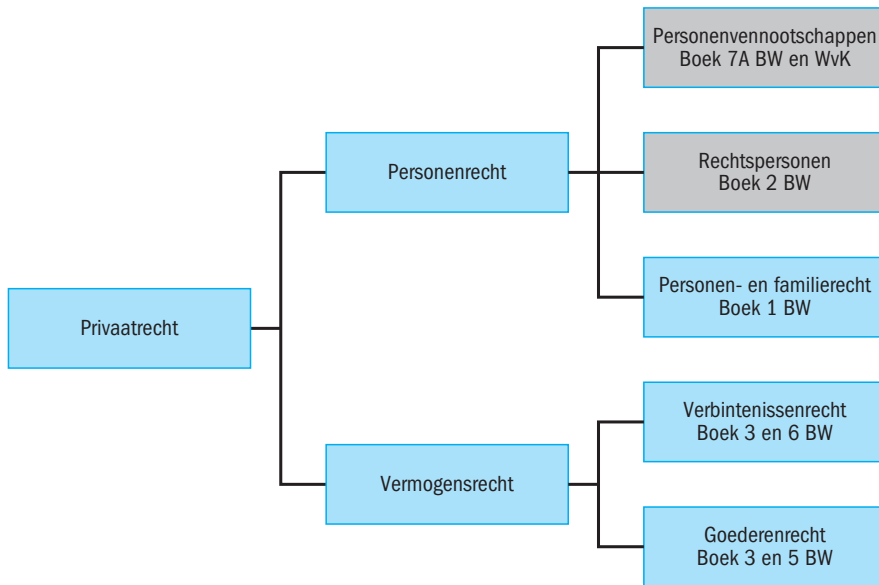 Privaatrecht
Personenrecht
Personenvennootschappen
Boek 7A BW en WvK
Rechtspersonen
Boek 2 BW
Personen- en familierecht
Boek 1 BW
Vermogensrecht
Verbintenissenrecht
Boek 3 en 6 BW
Goederenrecht
Boek 3 en 5 BW